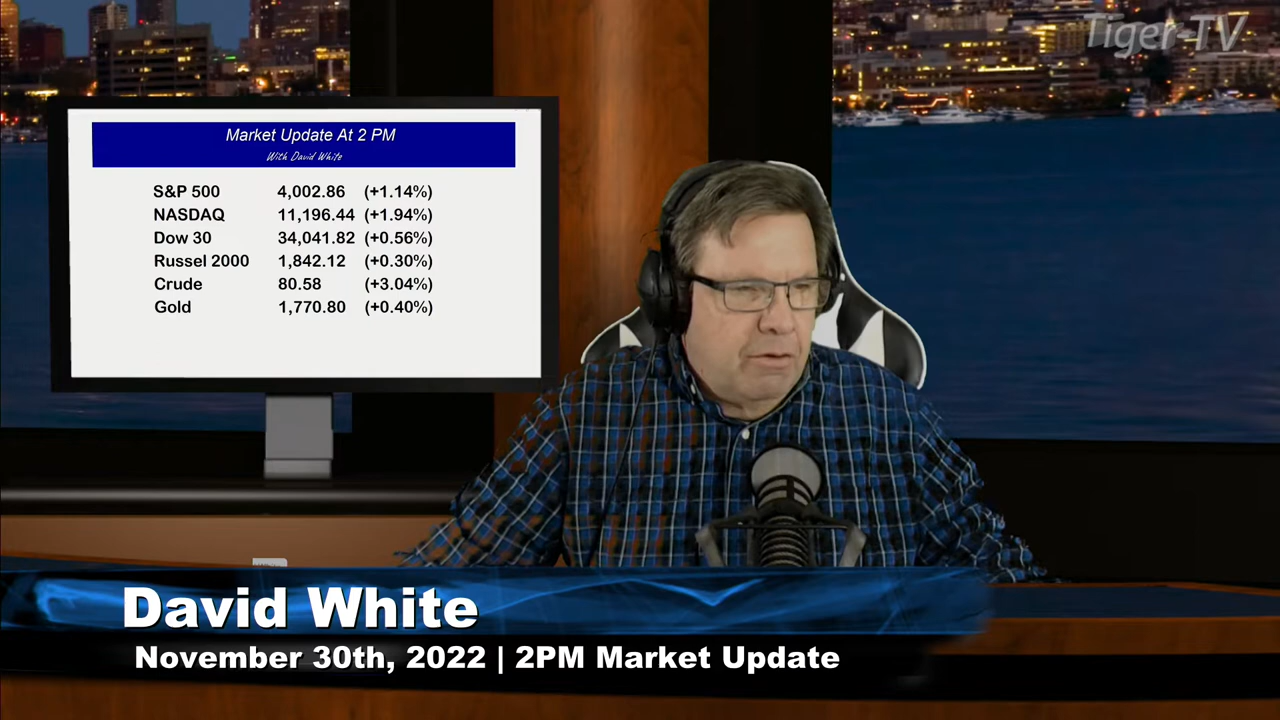 Tiger-TV
Market Update At 2 PM
With David White
S&P 500 4,002.86 (+1.14%)
NASDAQ 11,196.44 (+1.94%)
Dow 30 34,041.82 (+0.56%)
Russel 2000 1,842.12 (+0.30%)
Crude 80.58 (+3.04%)
Gold 1,770.80 (+0.40%)
David White
November 30th, 2022 | 2PM Market Update